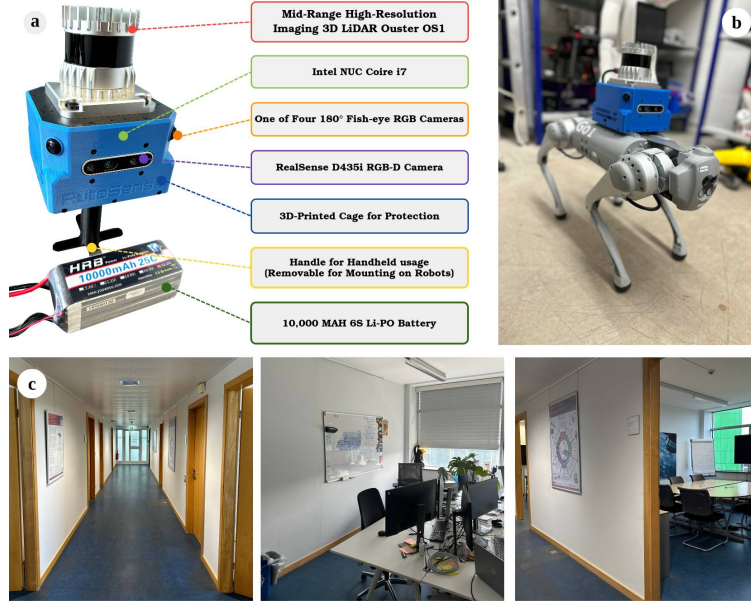 a
Mid-Range High-Resolution
Imaging 3D LiDAR Ouster OS1
Intel NUC Coire i7
One of Four 180° Fish-eye RGB Cameras
RealSense D435i RGB-D Camera
3D-Printed Cage for Protection
Handle for Handheld usage
(Removable for Mounting on Robots)
10,000 MAH 6S Li-PO Battery
AutoSense
HRB
10000mAh 25C
b
GO1
c